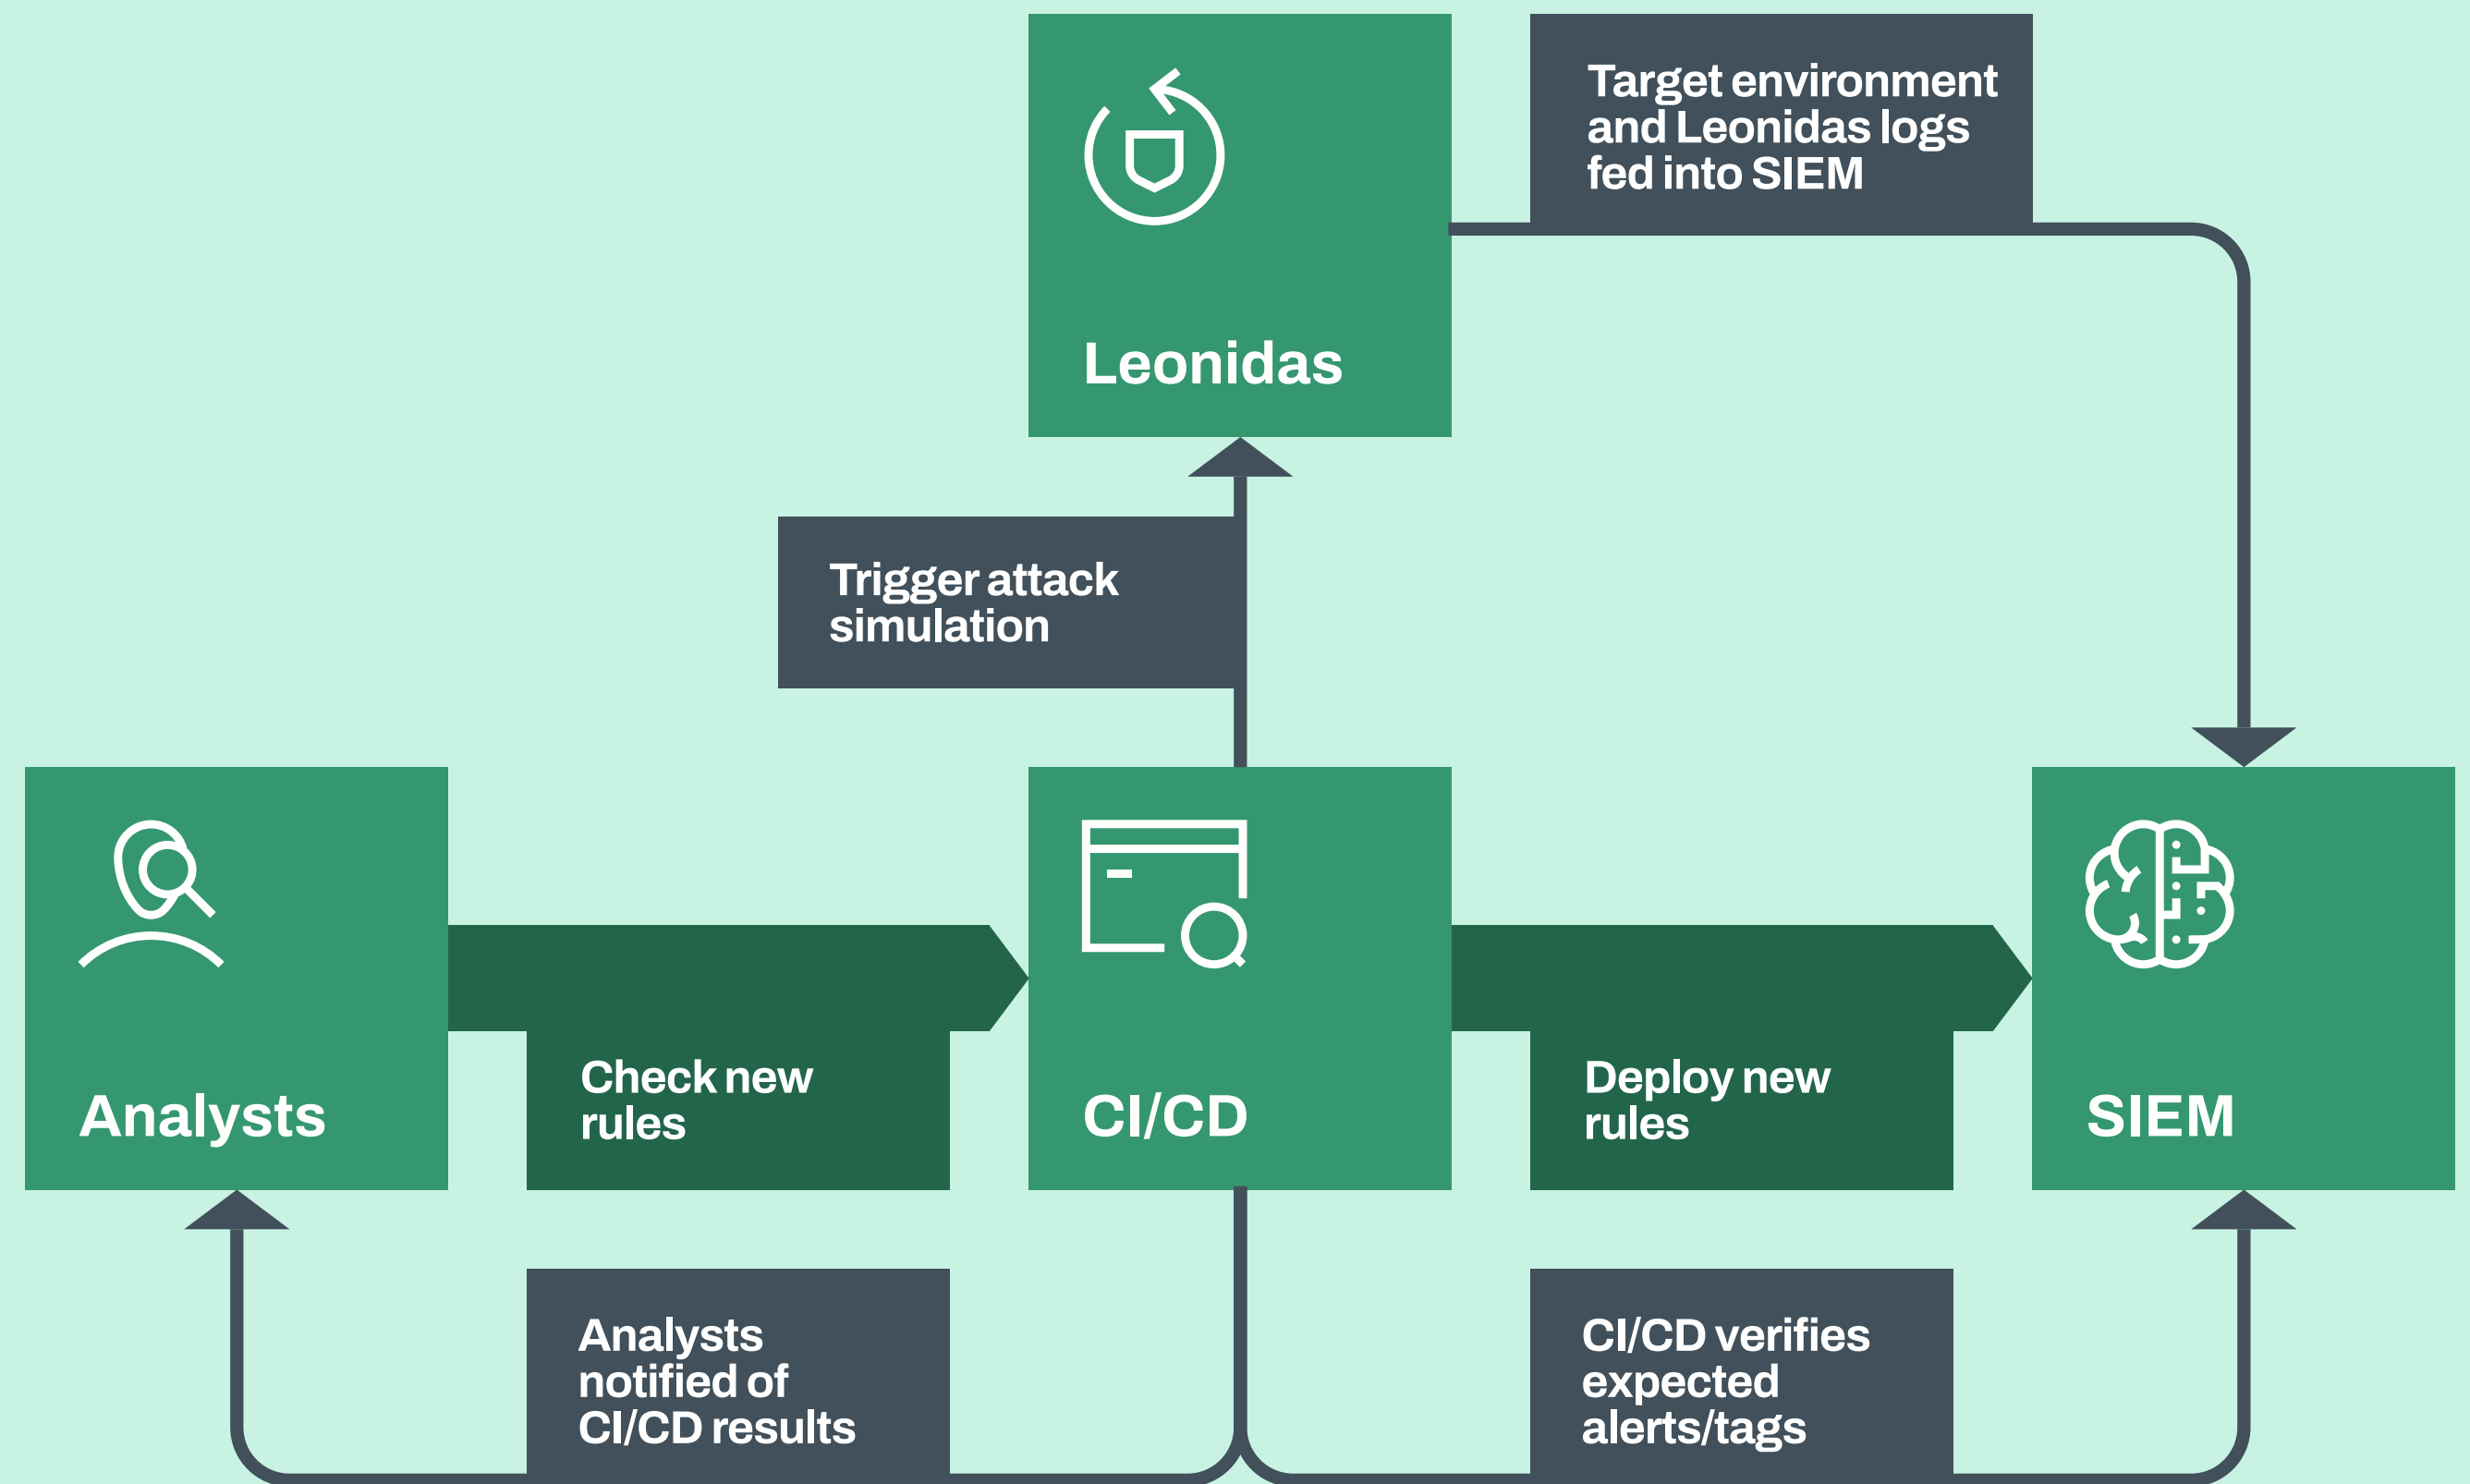 Target environment
and Leonidas logs
fed into SIEM
Leonidas
Trigger attack
simulation
Analysts
Check new
rules
CI/CD
Deploy new
rules
SIEM
Analysts
notified of
CI/CD results
CI/CD verifies
expected
alerts/tags